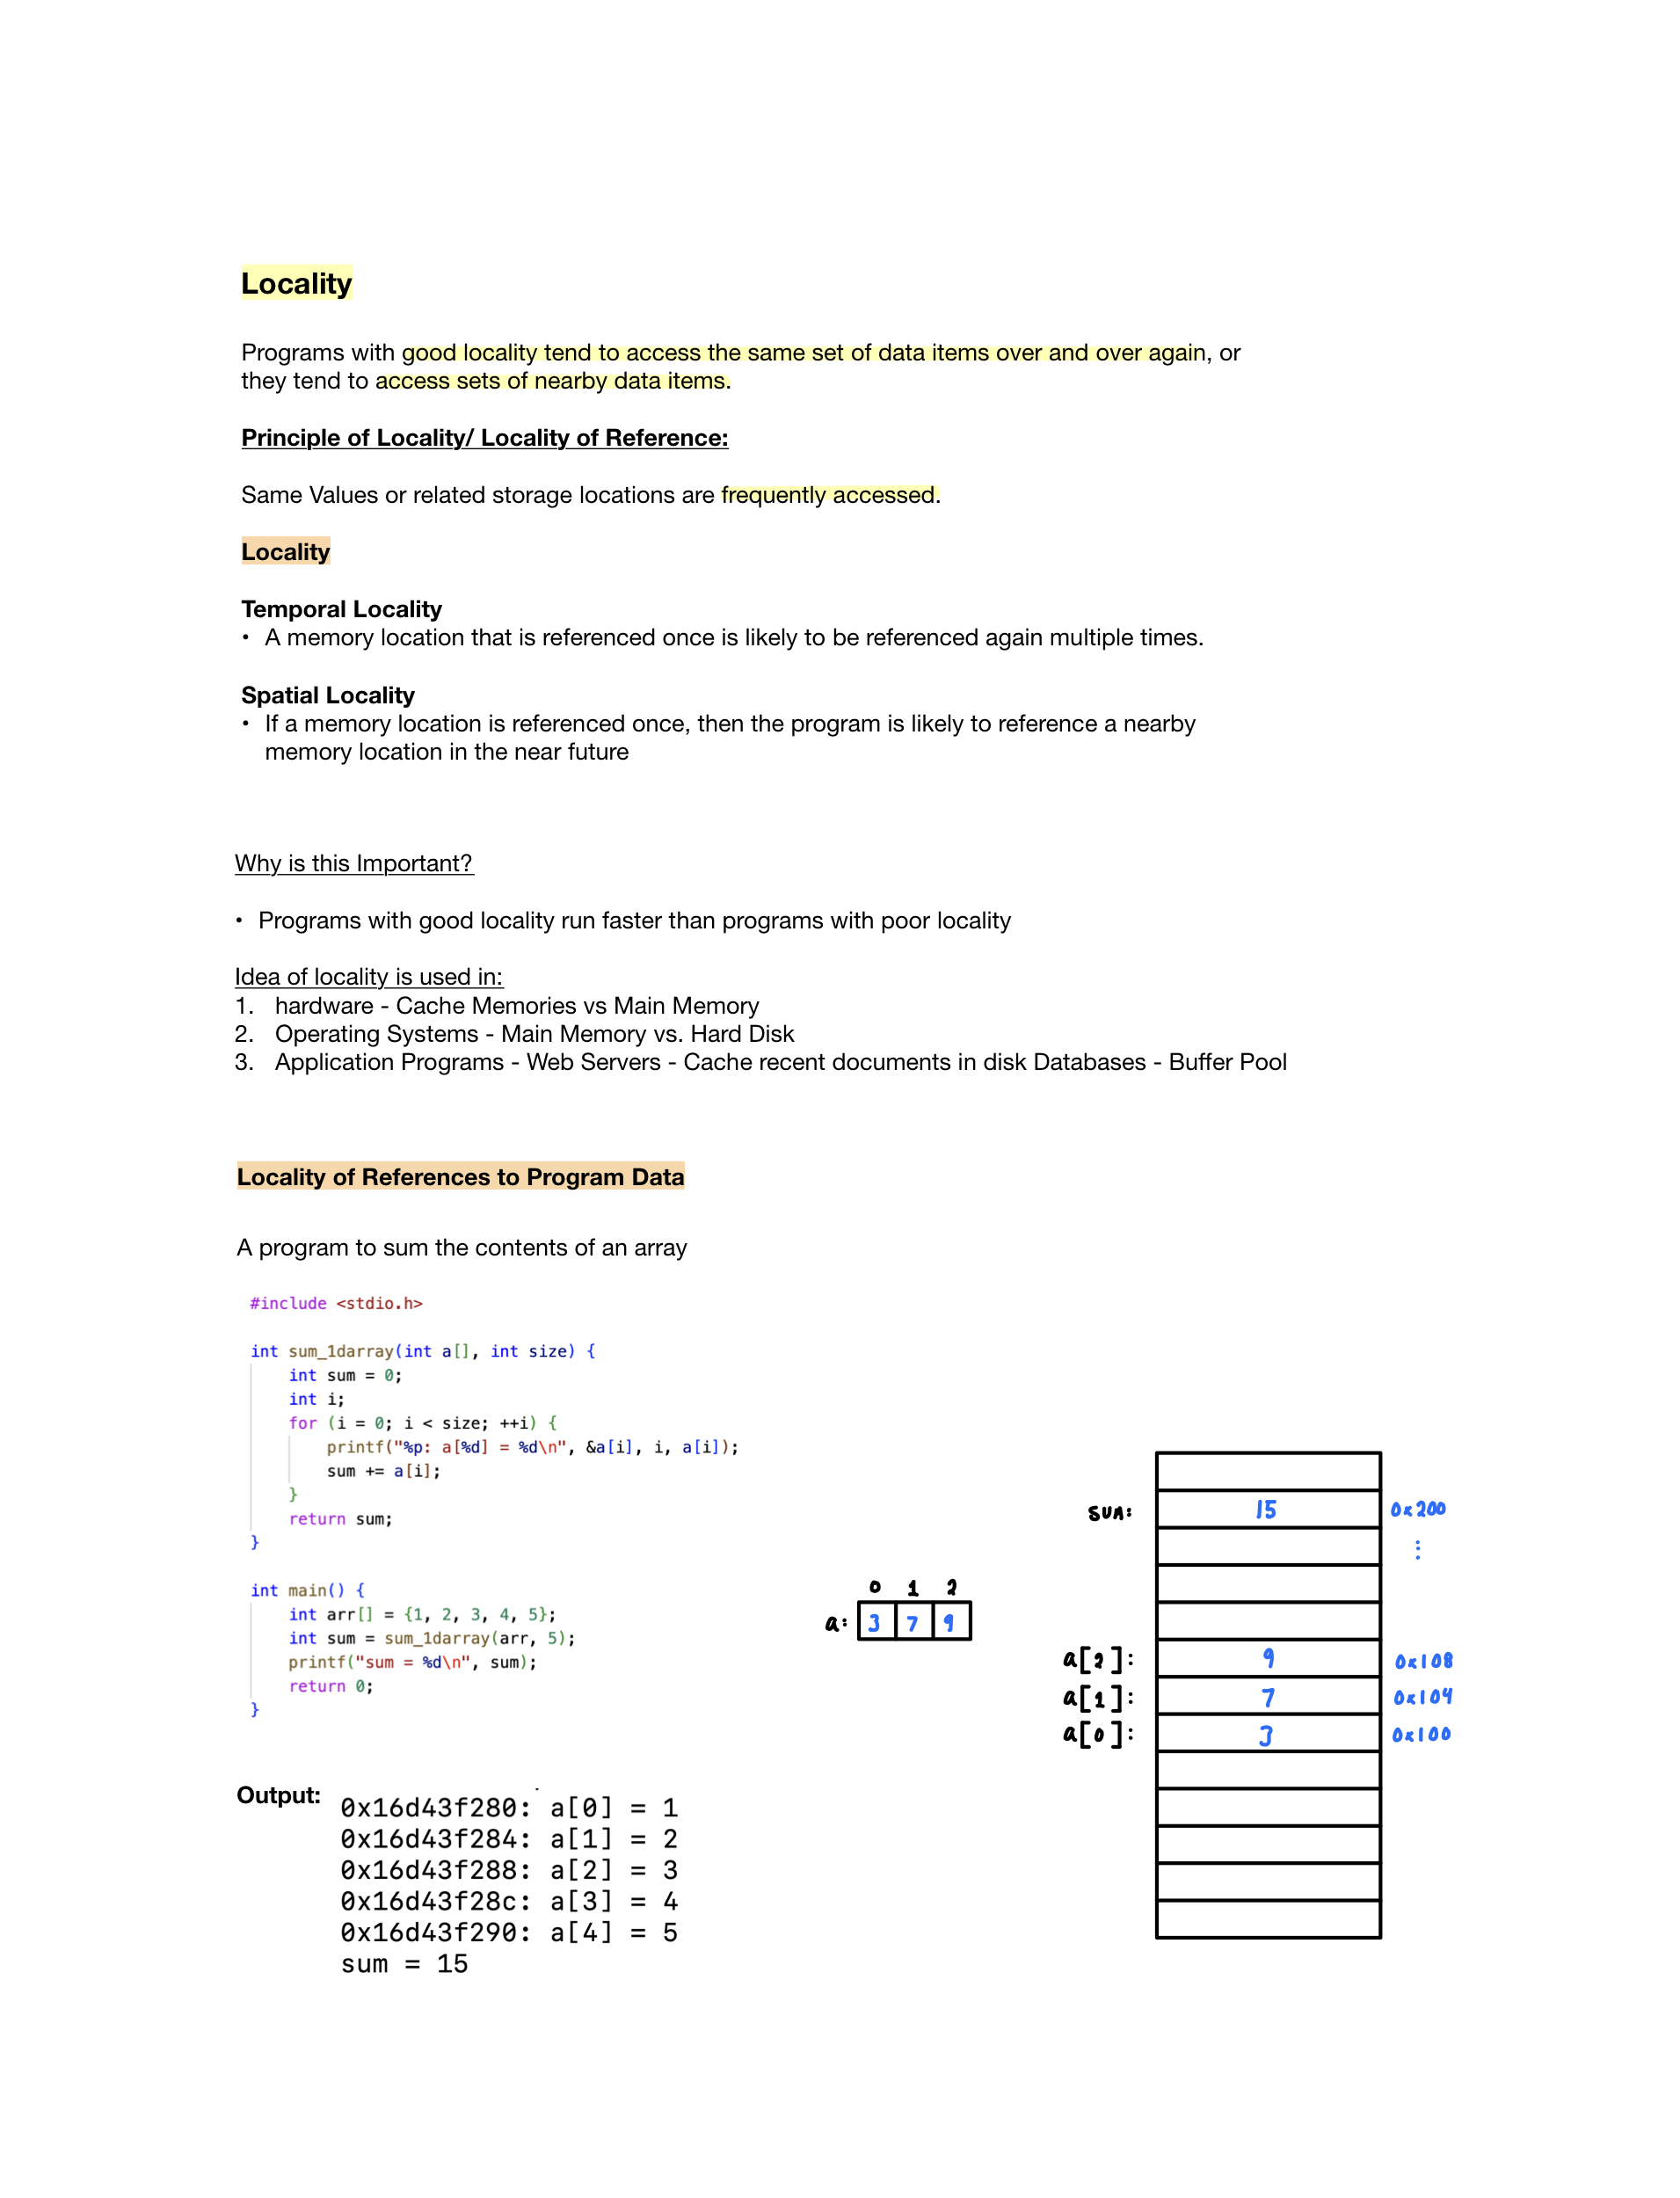 Locality
Programs with good locality tend to access the same set of data items over and over again, or
they tend to access sets of nearby data items.
Principle of Locality/ Locality of Reference:
Same Values or related storage locations are frequently accessed.
Locality
Temporal Locality
• A memory location that is referenced once is likely to be referenced again multiple times.
Spatial Locality
• If a memory location is referenced once, then the program is likely to reference a nearby
memory location in the near future
Why is this Important?
• Programs with good locality run faster than programs with poor locality
Idea of locality is used in:
1. hardware - Cache Memories vs Main Memory
2. Operating Systems - Main Memory vs. Hard Disk
3. Application Programs - Web Servers - Cache recent documents in disk Databases - Buffer Pool
Locality of References to Program Data
A program to sum the contents of an array
#include <stdio.h>
int sum_1darray(int a[], int size) {
    int sum = 0;
    int i;
    for (i = 0; i < size; ++i) {
        printf("%p: a[%d] = %d\n", &a[i], i, a[i]);
        sum += a[i];
    }
    return sum;
}
int main() {
    int arr[] = {1, 2, 3, 4, 5};
    int sum = sum_1darray(arr, 5);
    printf("sum = %d\n", sum);
    return 0;
}
Output:
0x16d43f280: a[0] = 1
0x16d43f284: a[1] = 2
0x16d43f288: a[2] = 3
0x16d43f28c: a[3] = 4
0x16d43f290: a[4] = 5
sum = 15
0 1 2
a: 3 7 9
sum: 15 0x200
⋮
a[2]: 9 0x108
a[1]: 7 0x104
a[0]: 3 0x100